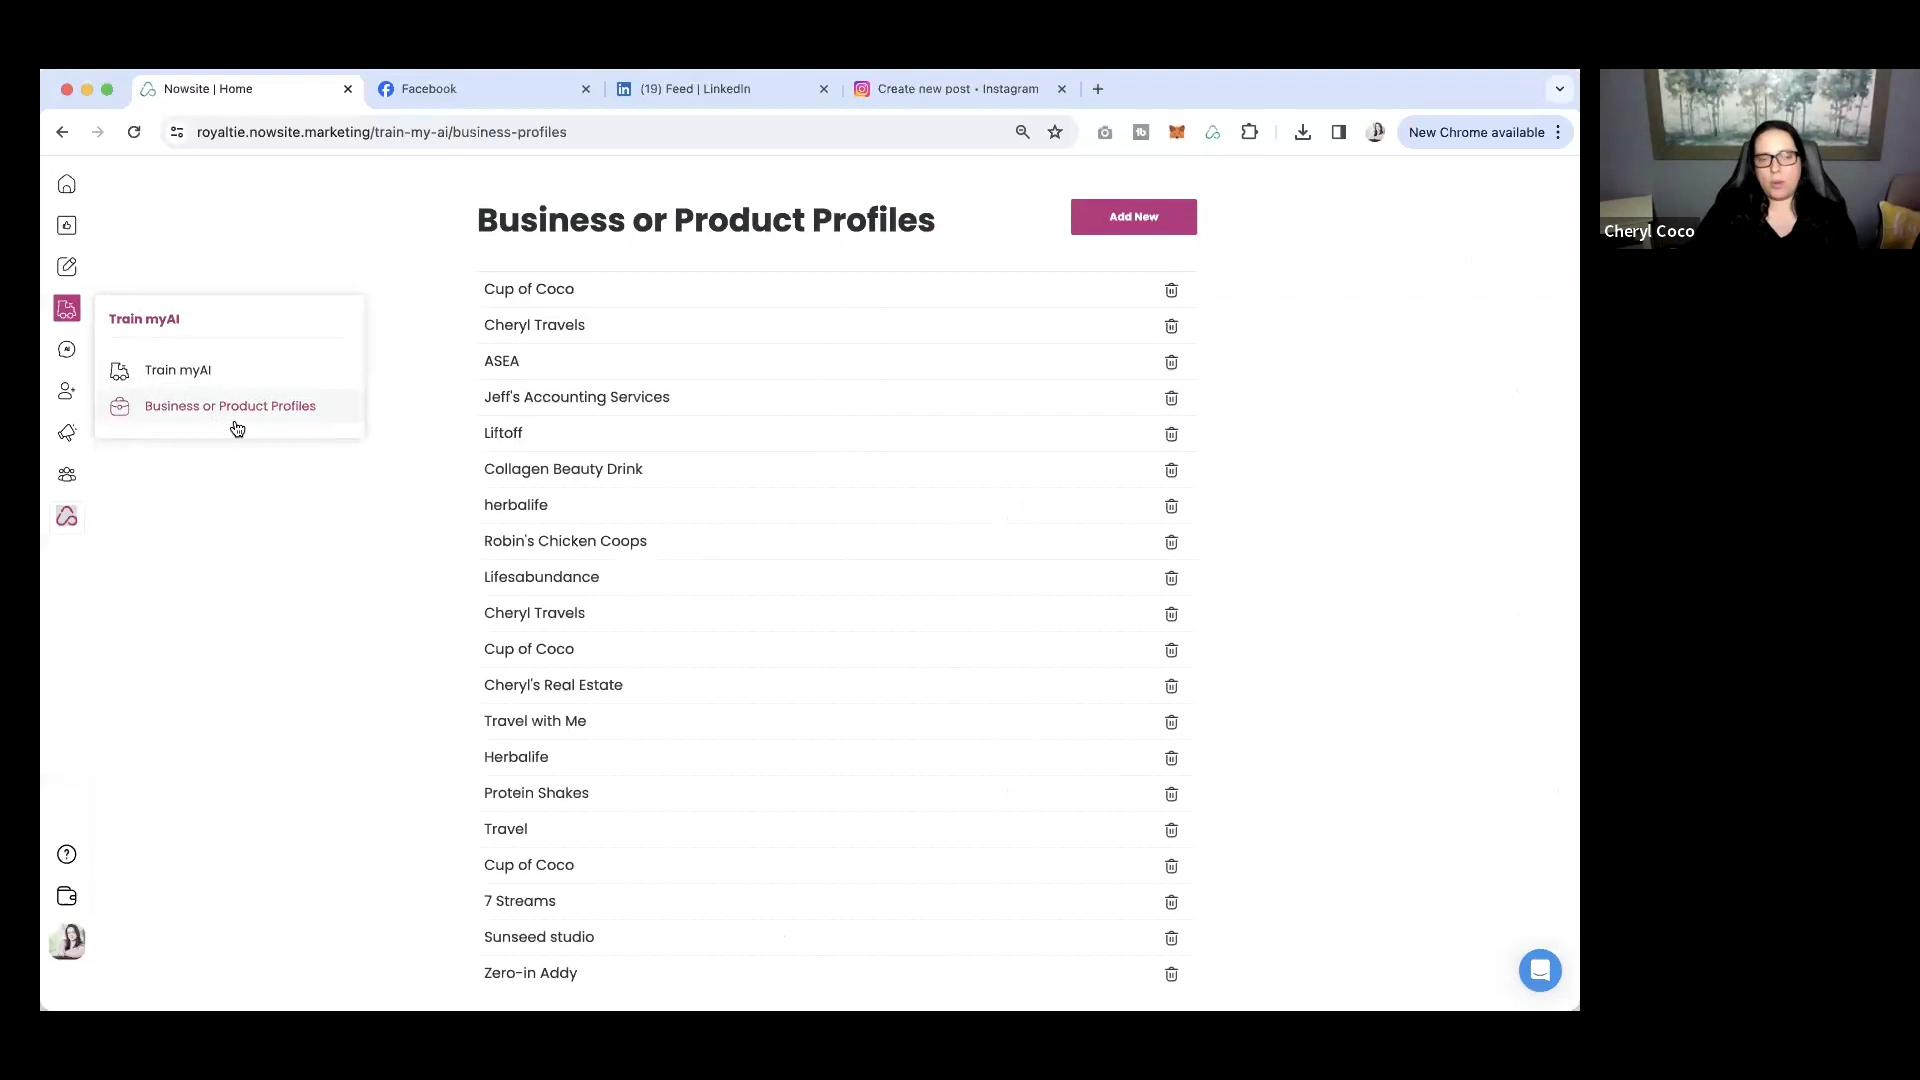 Nowsite | Home
Facebook
(19) Feed | LinkedIn
Create new post • Instagram
royaltie.nowsite.marketing/train-my-ai/business-profiles
New Chrome available
Cheryl Coco
Business or Product Profiles
Add New
Train myAI
Train myAI
Business or Product Profiles
Cup of Coco
Cheryl Travels
ASEA
Jeff's Accounting Services
Liftoff
Collagen Beauty Drink
herbalife
Robin's Chicken Coops
Lifesabundance
Cheryl Travels
Cup of Coco
Cheryl's Real Estate
Travel with Me
Herbalife
Protein Shakes
Travel
Cup of Coco
7 Streams
Sunseed studio
Zero-in Addy